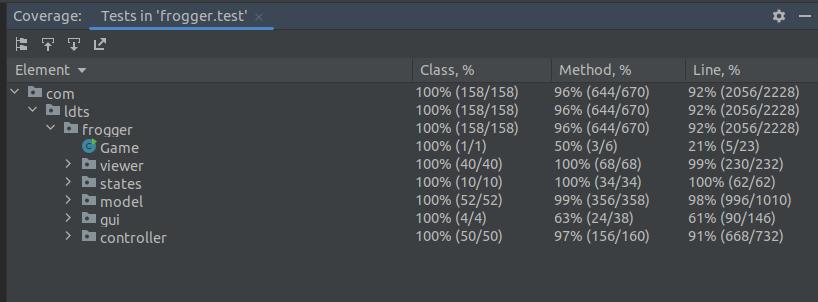 Coverage: Tests in 'frogger.test' ×
Element Class, % Method, % Line, %
com 100% (158/158) 96% (644/670) 92% (2056/2228)
ldts 100% (158/158) 96% (644/670) 92% (2056/2228)
frogger 100% (158/158) 96% (644/670) 92% (2056/2228)
Game 100% (1/1) 50% (3/6) 21% (5/23)
viewer 100% (40/40) 100% (68/68) 99% (230/232)
states 100% (10/10) 100% (34/34) 100% (62/62)
model 100% (52/52) 99% (356/358) 98% (996/1010)
gui 100% (4/4) 63% (24/38) 61% (90/146)
controller 100% (50/50) 97% (156/160) 91% (668/732)